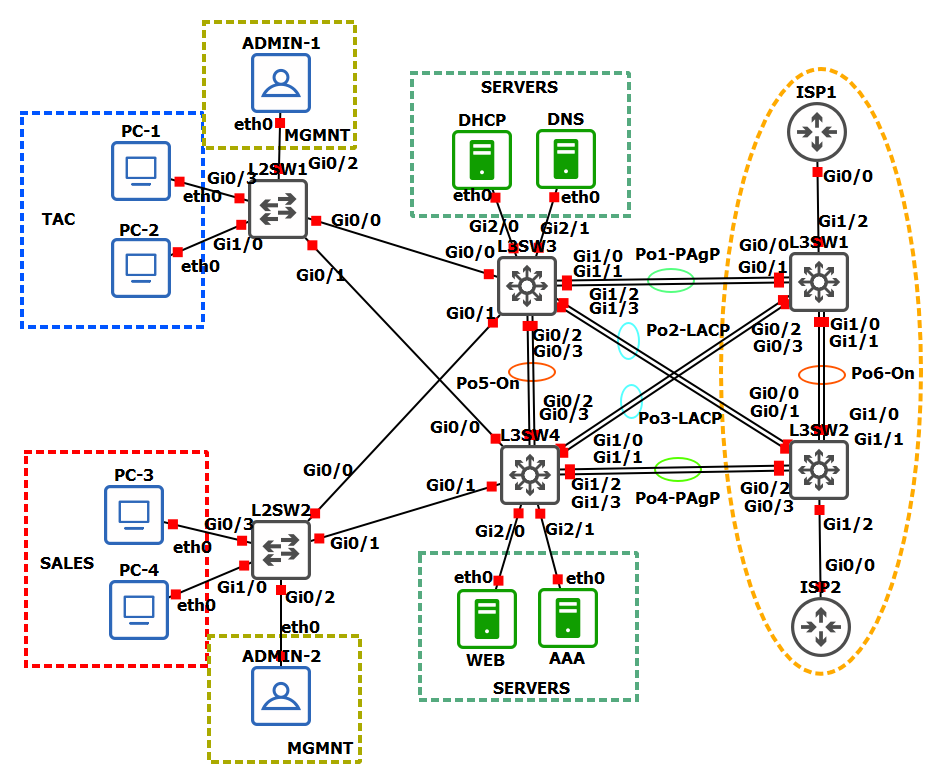 ADMIN-1
eth0
MGMNT
Gi0/2
PC-1
eth0
Gi0/3
L2SW1
TAC
PC-2
eth0
Gi1/0
Gi0/0
Gi0/1
SERVERS
DHCP
DNS
eth0
eth0
Gi2/0
Gi2/1
L3SW3
Gi0/0
Gi0/1
Gi1/0
Gi1/1
Gi1/2
Gi1/3
Gi0/2
Gi0/3
Po1-PAgP
Po2-LACP
Po3-LACP
Po4-PAgP
Po5-On
Po6-On
ISP1
Gi0/0
Gi1/2
L3SW1
Gi0/0
Gi0/1
Gi0/2
Gi0/3
Gi1/0
Gi1/1
Gi0/0
Gi0/1
Gi1/0
Gi1/1
L3SW2
Gi0/2
Gi0/3
Gi1/2
Gi0/0
ISP2
Gi0/2
Gi0/3
L3SW4
Gi0/0
Gi0/1
Gi1/0
Gi1/1
Gi1/2
Gi1/3
Gi2/0
Gi2/1
eth0
eth0
WEB
AAA
SERVERS
PC-3
eth0
Gi0/3
L2SW2
Gi0/0
Gi0/1
SALES
PC-4
eth0
Gi1/0
Gi0/2
eth0
ADMIN-2
MGMNT